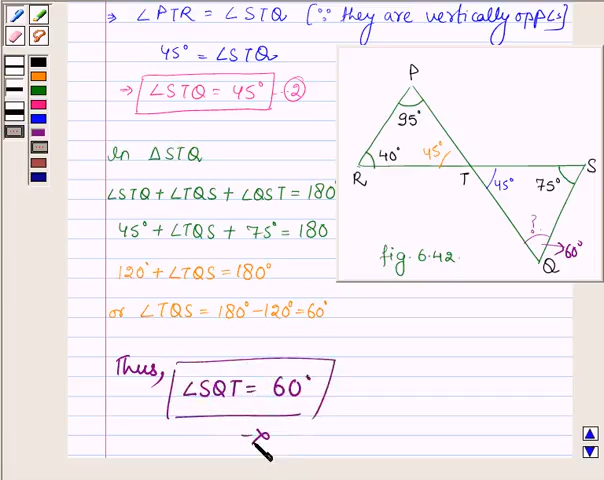 ⇒ ∠PTR = ∠STQ [∵ they are vertically opp∠s]
45° = ∠STQ
→ ∠STQ = 45° -②
In ΔSTQ
∠STQ + ∠TQS + ∠QST = 180°
45° + ∠TQS + 75° = 180
120° + ∠TQS = 180°
or ∠TQS = 180° - 120° = 60°
Thus, ∠SQT = 60°
P
95°
R 40° 45° T 45° 75° S
?
60°
Q
fig. 6.42.